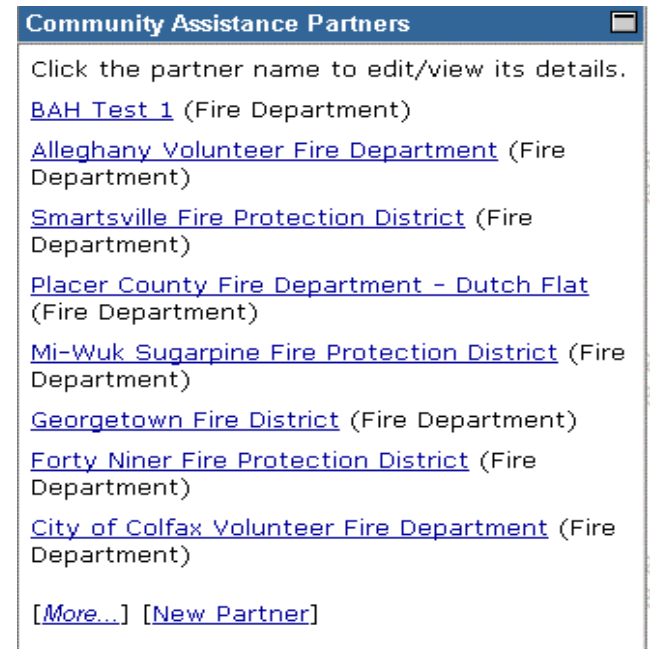 Community Assistance Partners
Click the partner name to edit/view its details.
BAH Test 1 (Fire Department)
Alleghany Volunteer Fire Department (Fire
Department)
Smartsville Fire Protection District (Fire
Department)
Placer County Fire Department - Dutch Flat
(Fire Department)
Mi-Wuk Sugarpine Fire Protection District (Fire
Department)
Georgetown Fire District (Fire Department)
Forty Niner Fire Protection District (Fire
Department)
City of Colfax Volunteer Fire Department (Fire
Department)
[More...] [New Partner]